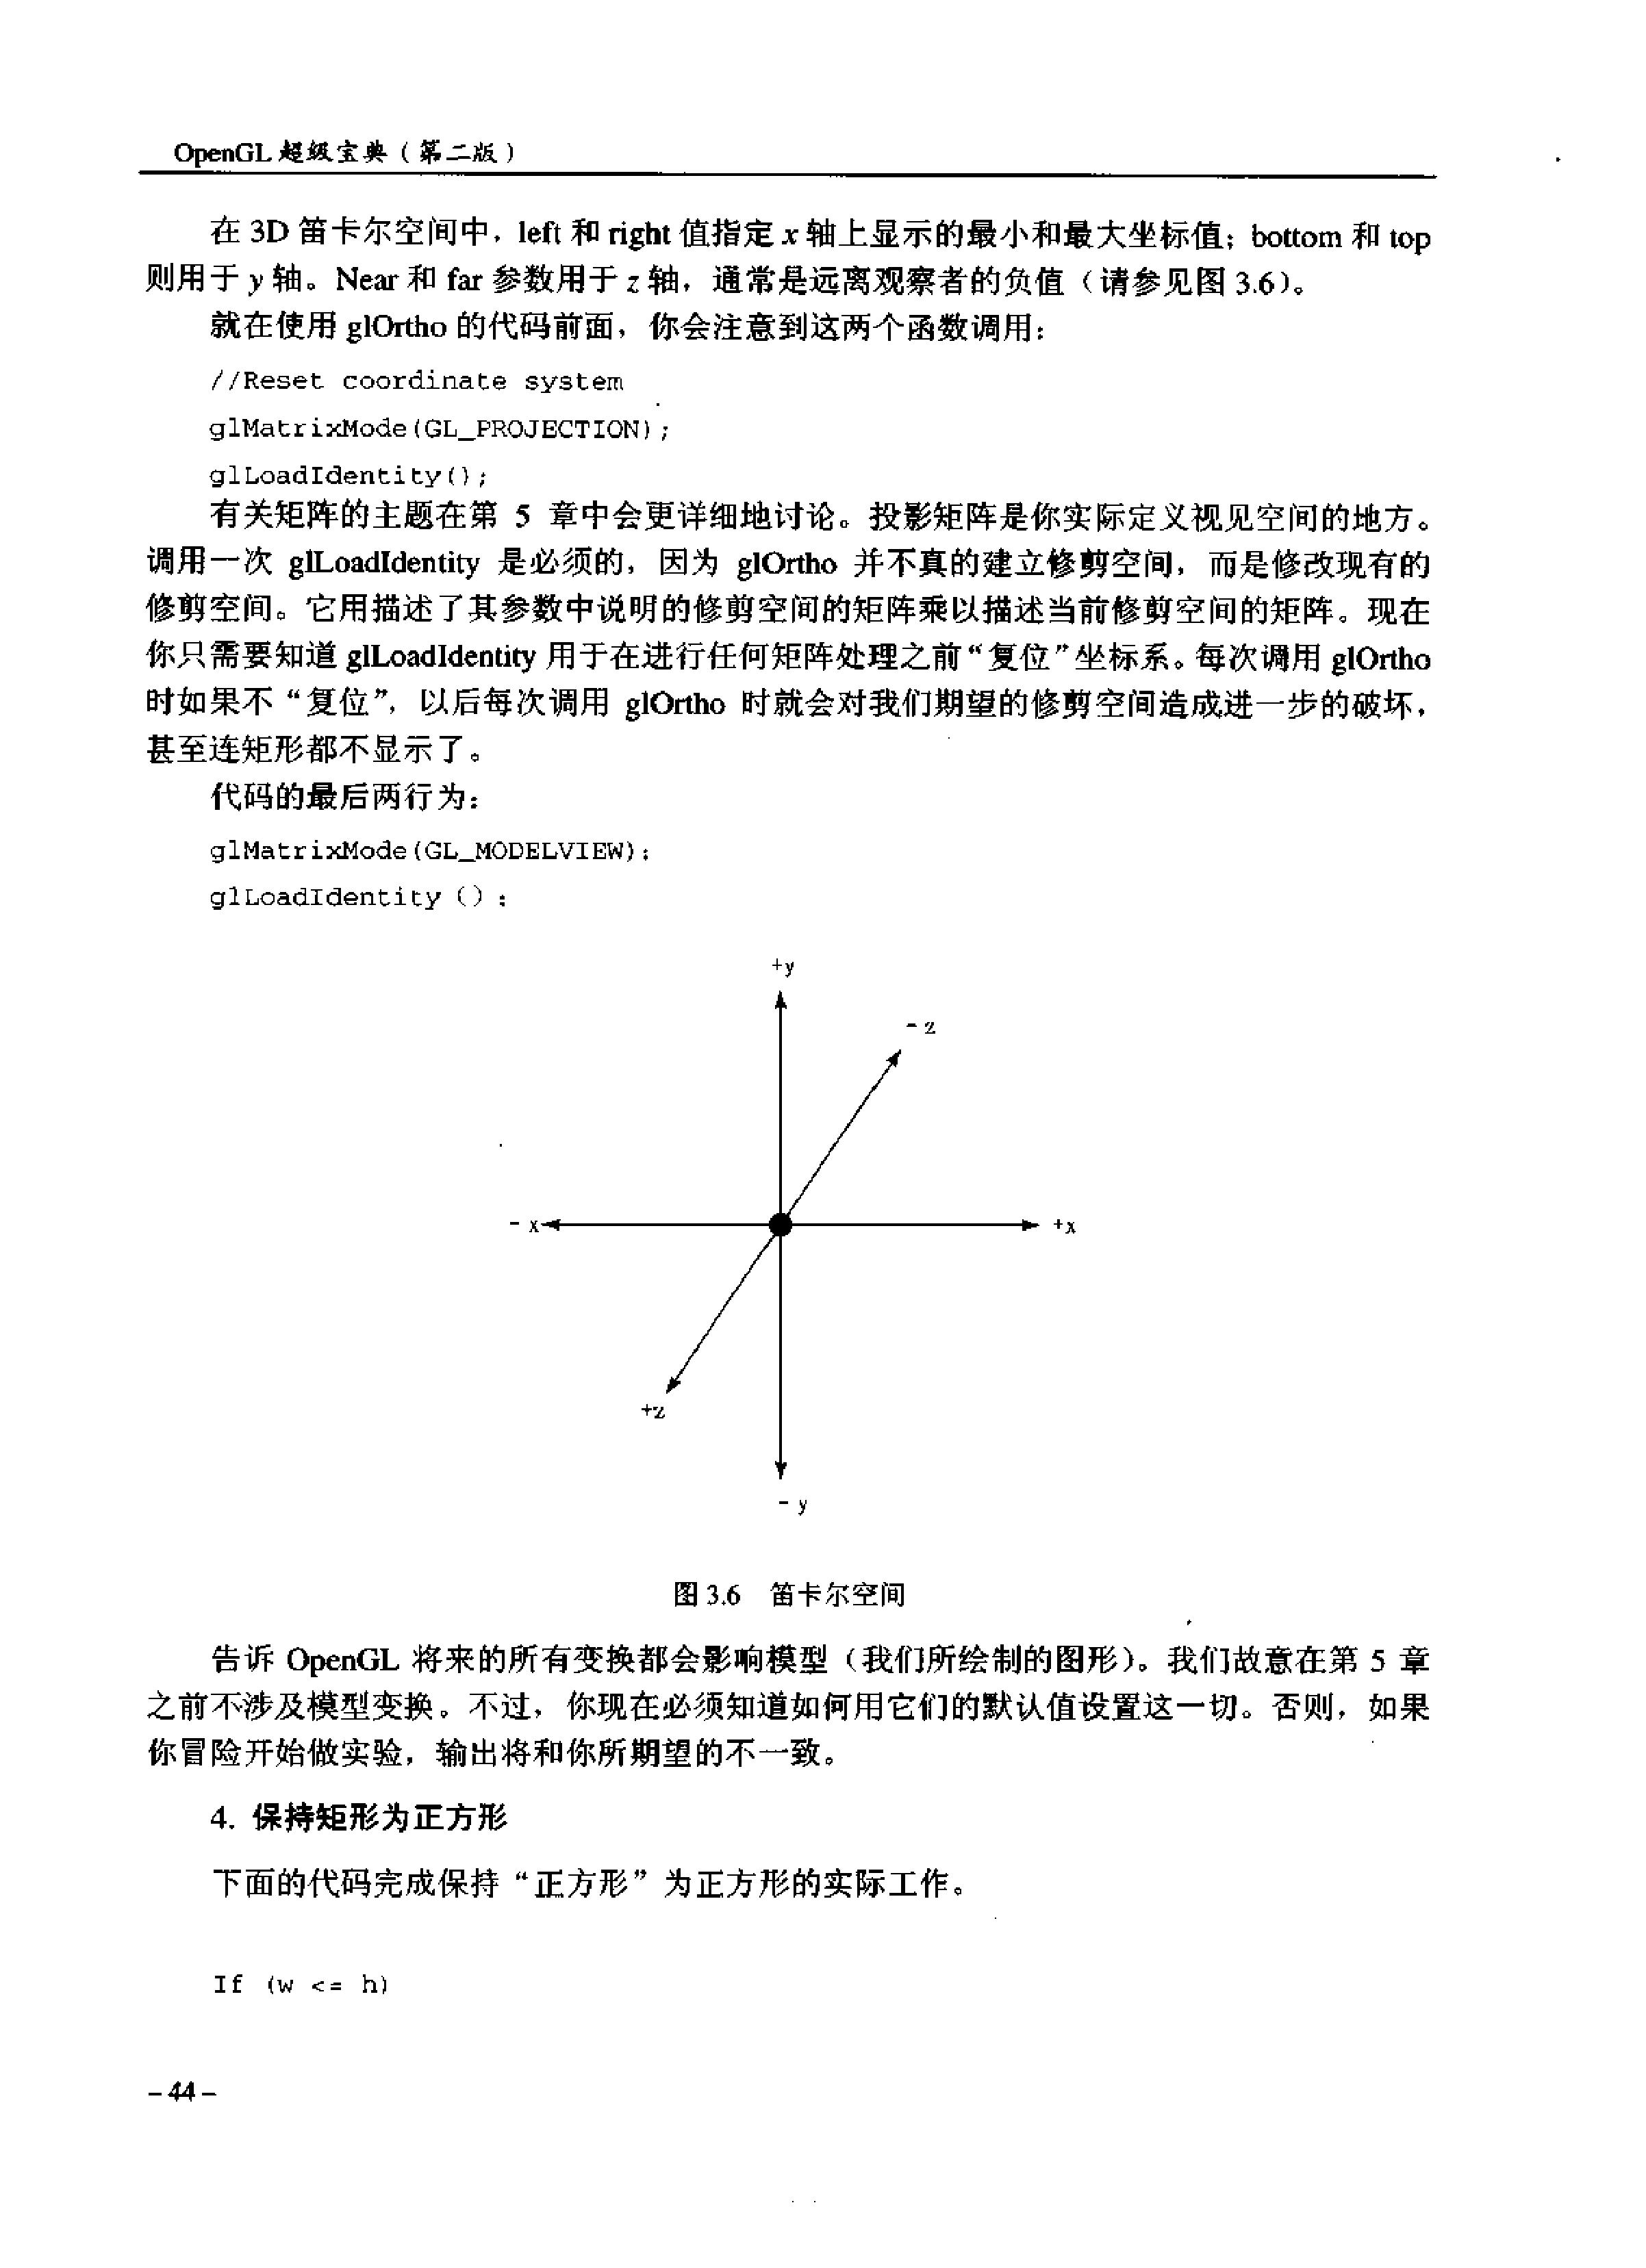 OpenGL 超级宝典（第二版）
在 3D 笛卡尔空间中，left 和 right 值指定 x 轴上显示的最小和最大坐标值；bottom 和 top
则用于 y 轴。Near 和 far 参数用于 z 轴，通常是远离观察者的负值（请参见图 3.6）。
就在使用 glOrtho 的代码前面，你会注意到这两个函数调用：
//Reset coordinate system
glMatrixMode(GL_PROJECTION);
glLoadIdentity();
有关矩阵的主题在第 5 章中会更详细地讨论。投影矩阵是你实际定义视见空间的地方。
调用一次 glLoadIdentity 是必须的，因为 glOrtho 并不真的建立修剪空间，而是修改现有的
修剪空间。它用描述了其参数中说明的修剪空间的矩阵乘以描述当前修剪空间的矩阵。现在
你只需要知道 glLoadIdentity 用于在进行任何矩阵处理之前“复位”坐标系。每次调用 glOrtho
时如果不“复位”，以后每次调用 glOrtho 时就会对我们期望的修剪空间造成进一步的破坏，
甚至连矩形都不显示了。
代码的最后两行为：
glMatrixMode(GL_MODELVIEW);
glLoadIdentity ();
+y
- z
- x
+x
+z
- y
图 3.6 笛卡尔空间
告诉 OpenGL 将来的所有变换都会影响模型（我们所绘制的图形）。我们故意在第 5 章
之前不涉及模型变换。不过，你现在必须知道如何用它们的默认值设置这一切。否则，如果
你冒险开始做实验，输出将和你所期望的不一致。
4. 保持矩形为正方形
下面的代码完成保持“正方形”为正方形的实际工作。
If (w <= h)
- 44 -